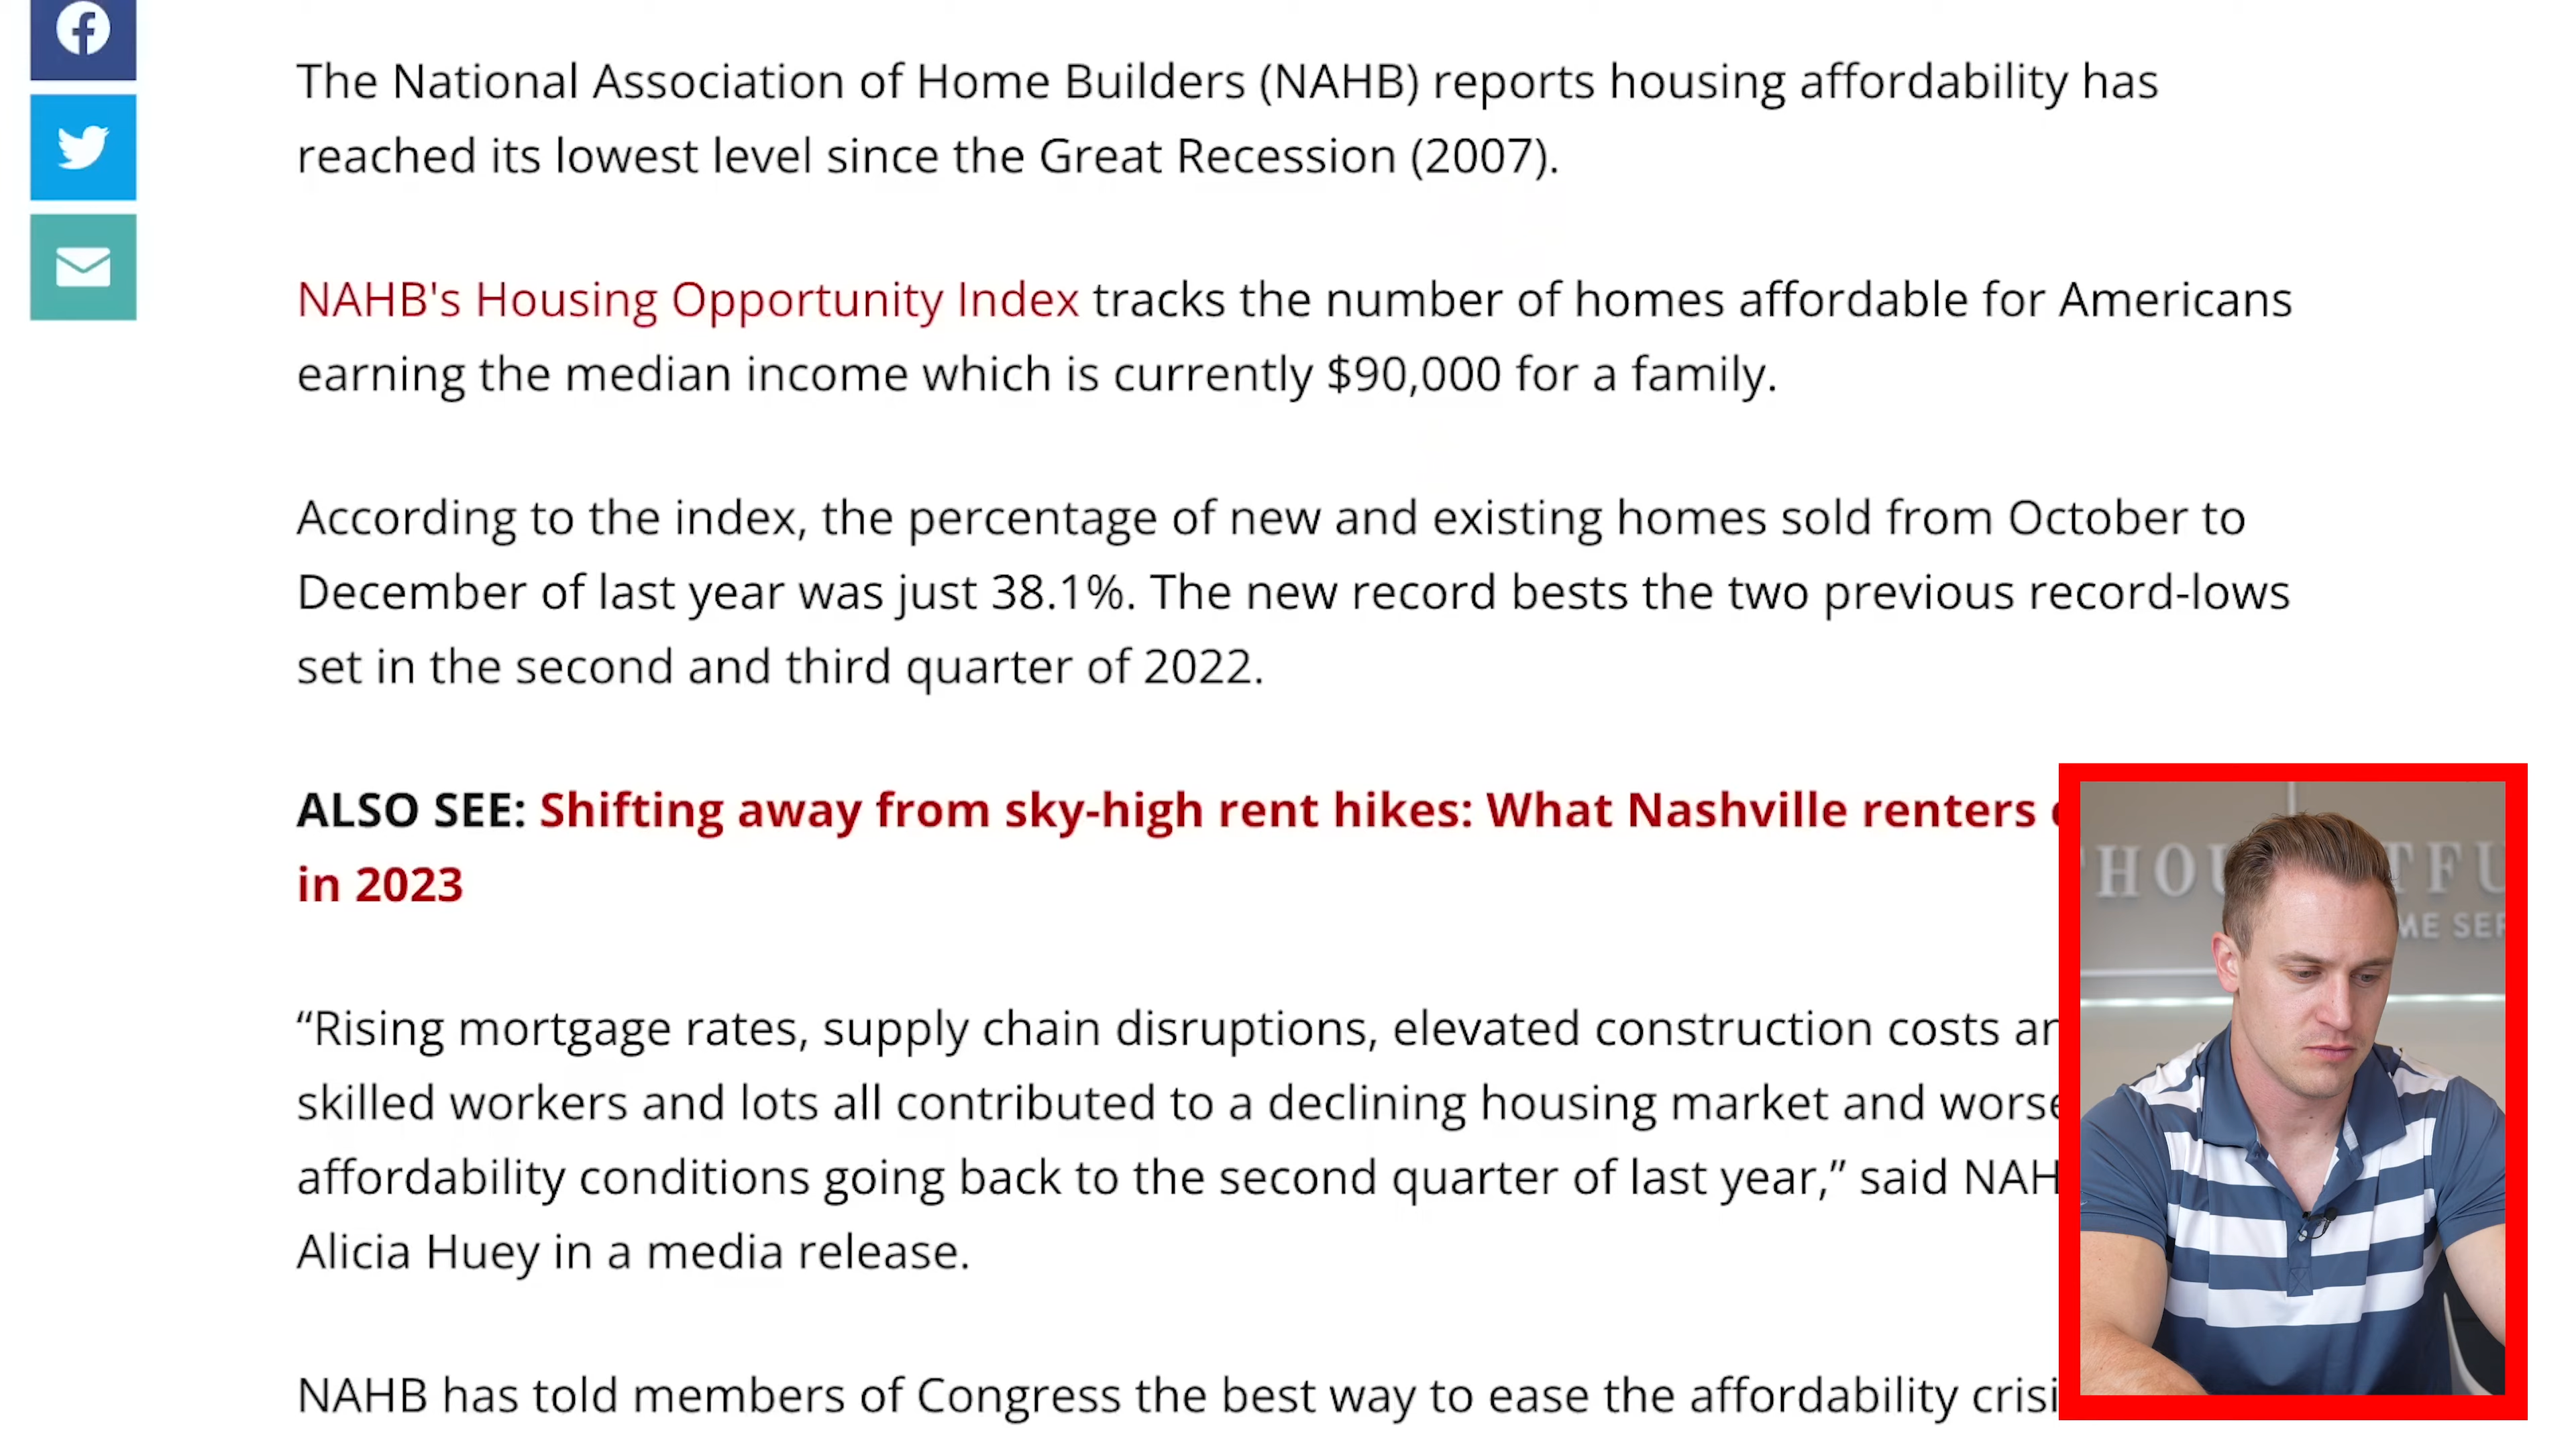 The National Association of Home Builders (NAHB) reports housing affordability has
reached its lowest level since the Great Recession (2007).
NAHB's Housing Opportunity Index tracks the number of homes affordable for Americans
earning the median income which is currently $90,000 for a family.
According to the index, the percentage of new and existing homes sold from October to
December of last year was just 38.1%. The new record bests the two previous record-lows
set in the second and third quarter of 2022.
ALSO SEE: Shifting away from sky-high rent hikes: What Nashville renters
in 2023
“Rising mortgage rates, supply chain disruptions, elevated construction costs
skilled workers and lots all contributed to a declining housing market and
affordability conditions going back to the second quarter of last year,” said
Alicia Huey in a media release.
NAHB has told members of Congress the best way to ease the affordability